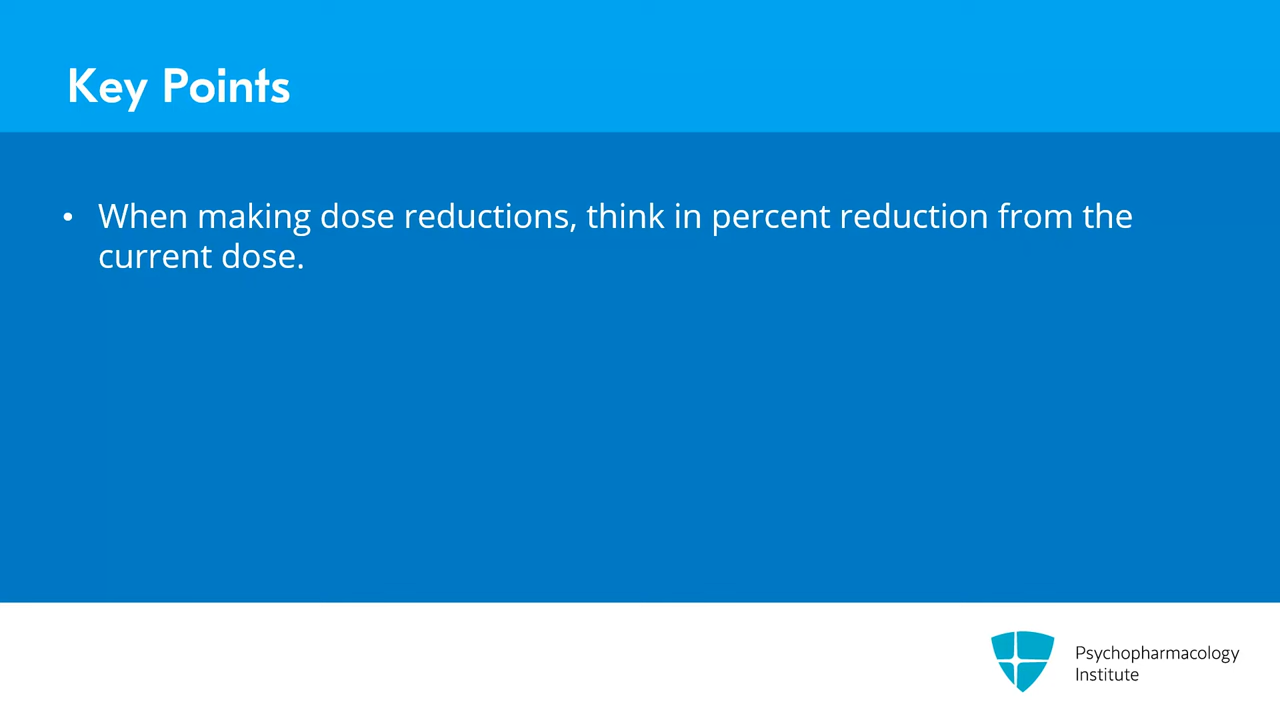 Key Points
• When making dose reductions, think in percent reduction from the
current dose.
Psychopharmacology
Institute